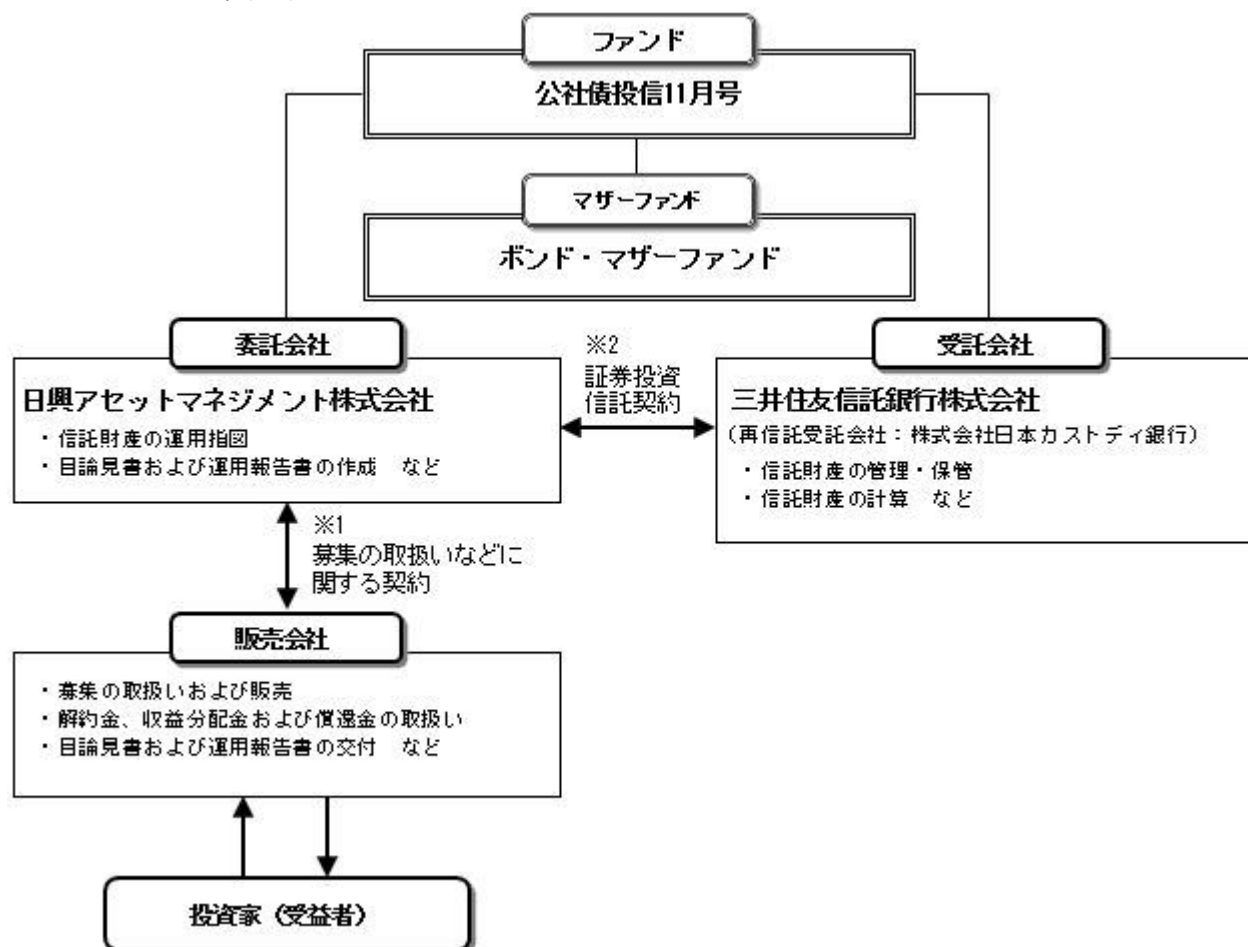 ファンド
公社債投信11月号
マザーファンド
ボンド・マザーファンド
委託会社
日興アセットマネジメント株式会社
・信託財産の運用指図
・目論見書および運用報告書の作成 など
※2
証券投資
信託契約
受託会社
三井住友信託銀行株式会社
(再信託受託会社:株式会社日本カストディ銀行)
・信託財産の管理・保管
・信託財産の計算 など
※1
募集の取扱いなどに
関する契約
販売会社
・募集の取扱いおよび販売
・解約金、収益分配金および償還金の取扱い
・目論見書および運用報告書の交付 など
投資家(受益者)